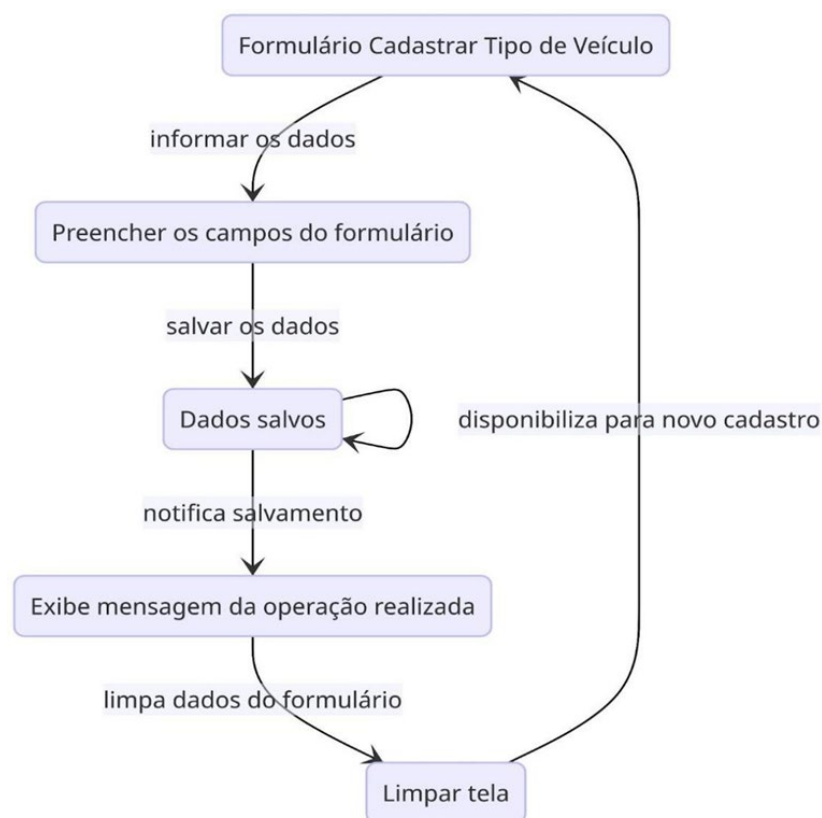 Formulário Cadastrar Tipo de Veículo
informar os dados
Preencher os campos do formulário
salvar os dados
Dados salvos
disponibiliza para novo cadastro
notifica salvamento
Exibe mensagem da operação realizada
limpa dados do formulário
Limpar tela